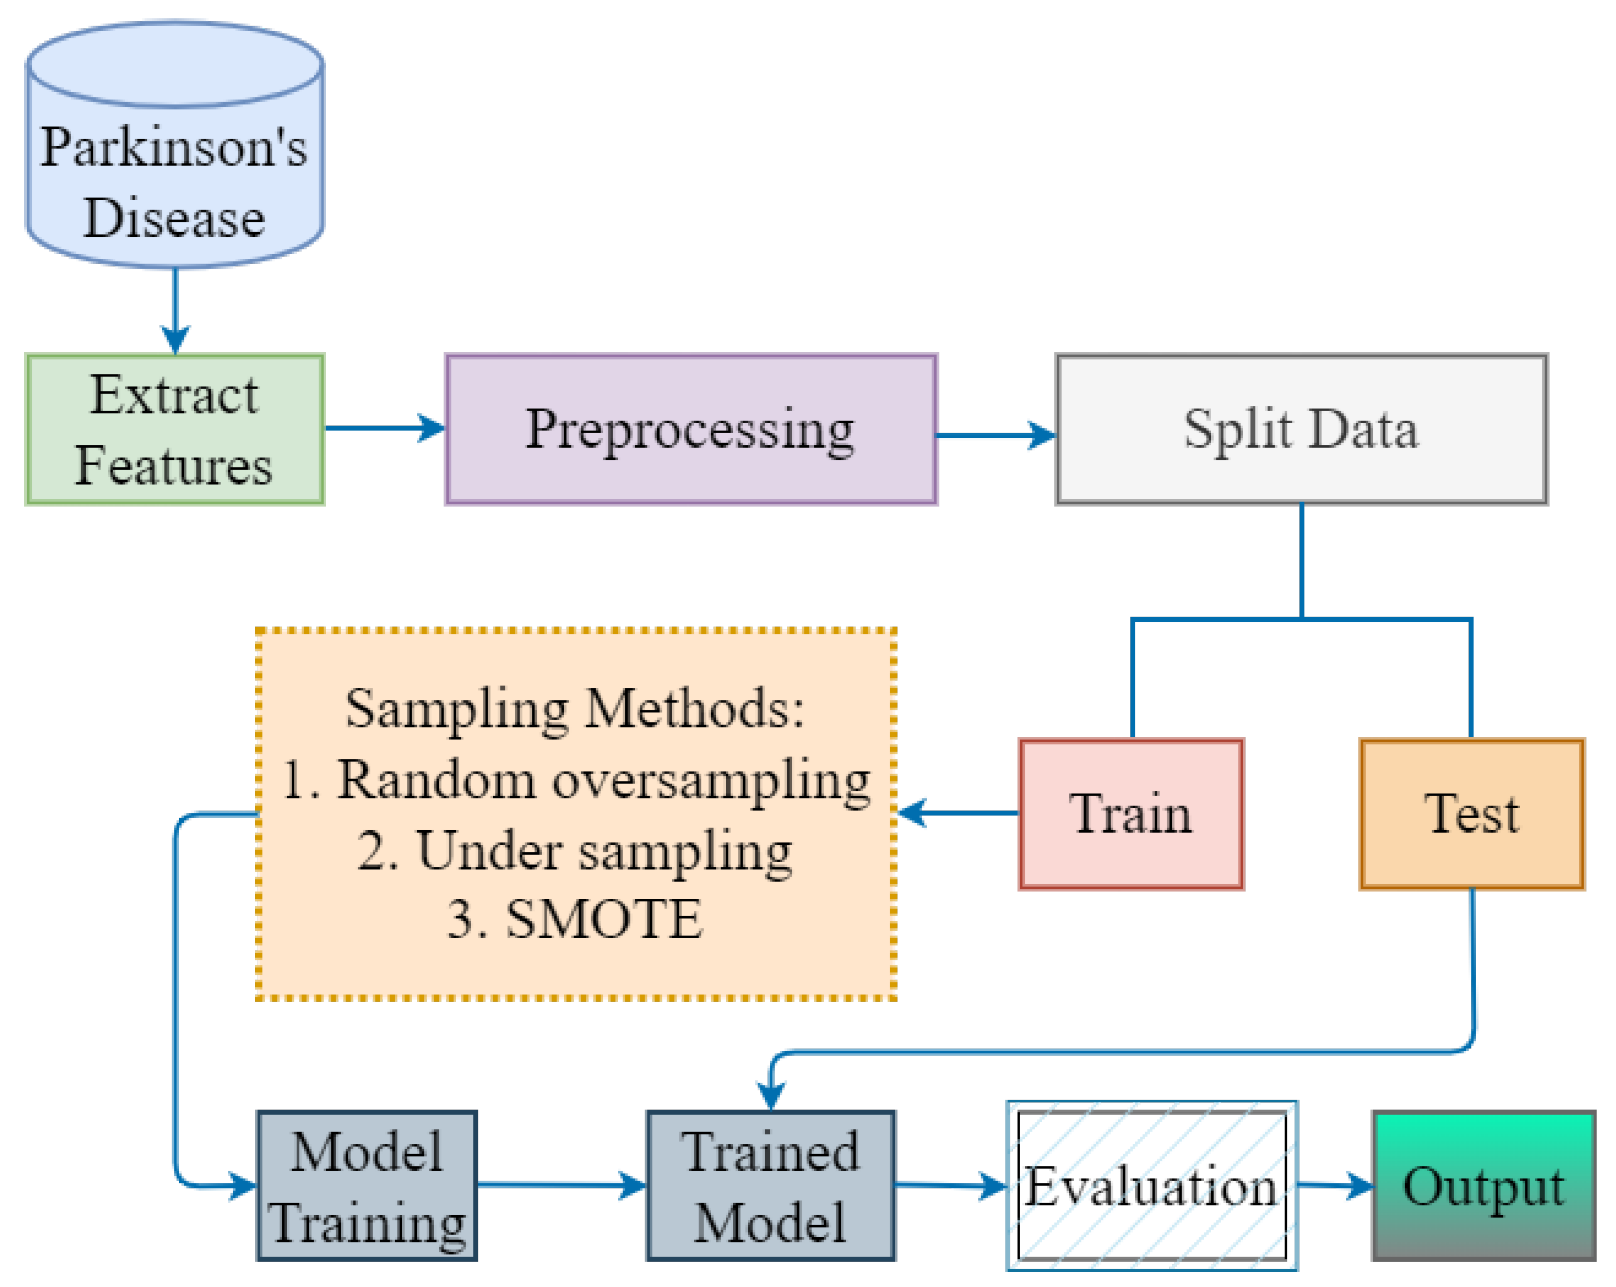 Parkinson's
Disease
Extract
Features
Preprocessing
Split Data
Sampling Methods:
1. Random oversampling
2. Under sampling
3. SMOTE
Train
Test
Model
Training
Trained
Model
Evaluation
Output